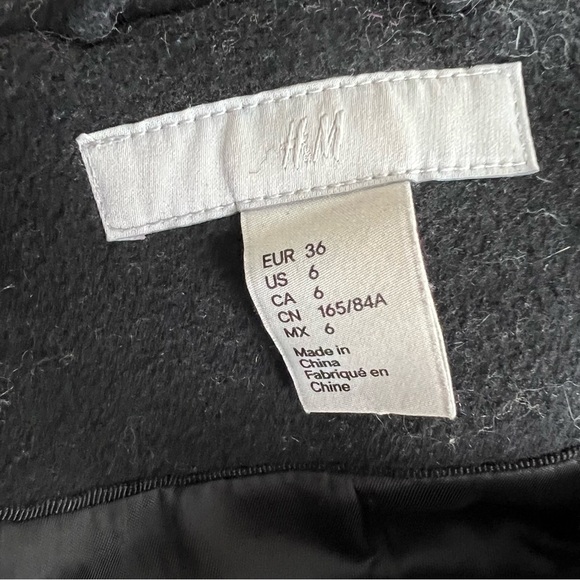 H&M
EUR 36
US 6
CA 6
CN 165/84A
MX 6
Made in
China
Fabriqué en
Chine